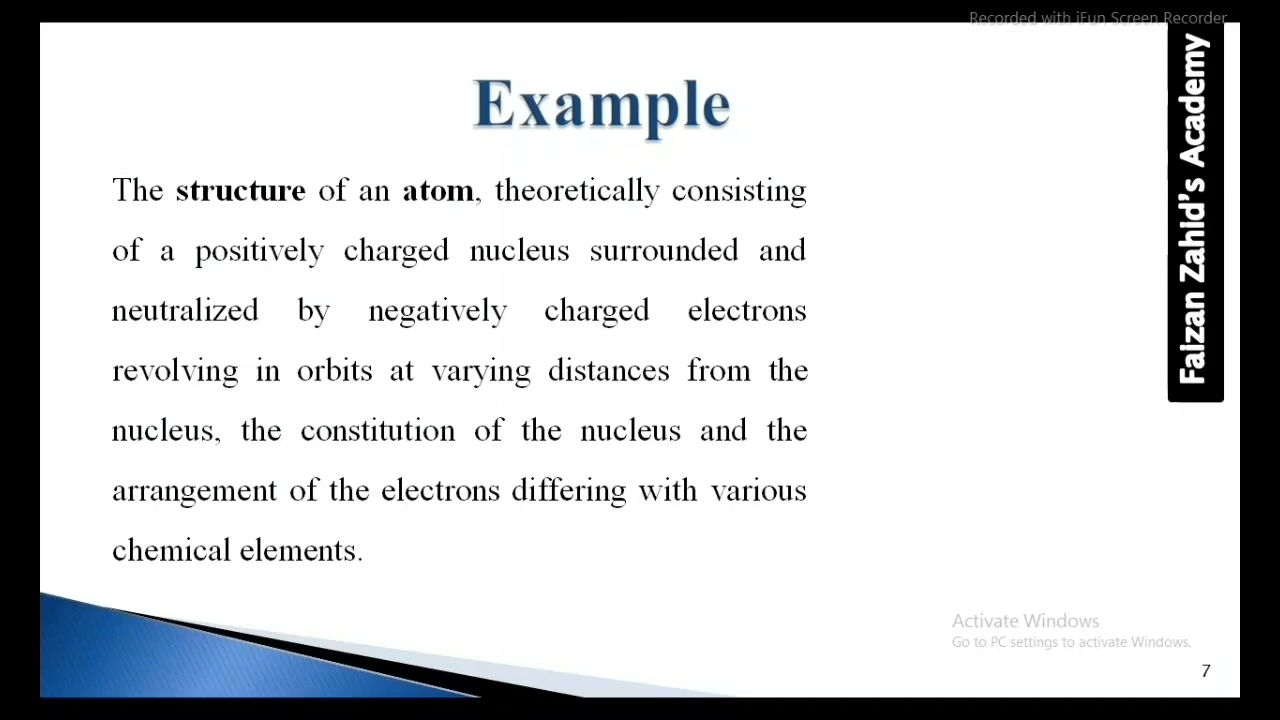 Recorded with iFun Screen Recorder
Example
The structure of an atom, theoretically consisting
of a positively charged nucleus surrounded and
neutralized by negatively charged electrons
revolving in orbits at varying distances from the
nucleus, the constitution of the nucleus and the
arrangement of the electrons differing with various
chemical elements.
Faizan Zahid's Academy
Activate Windows
Go to PC settings to activate Windows.
7